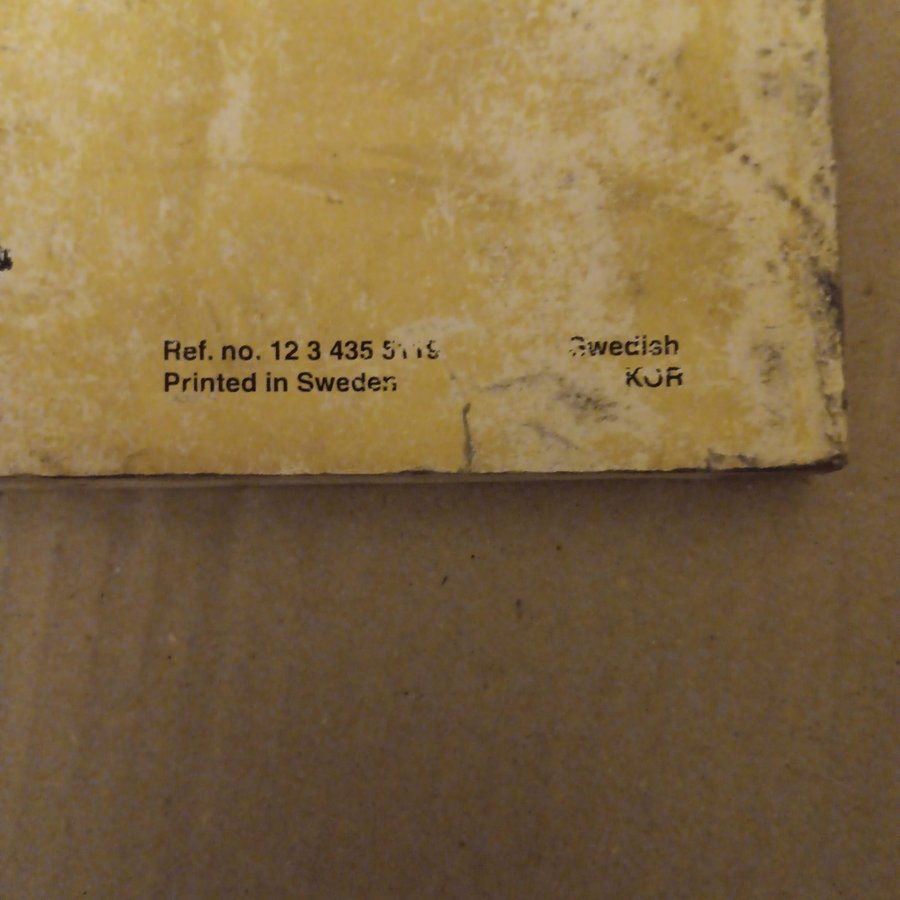 Ref. no. 12 3 435 5119 Swedish
Printed in Sweden KOR